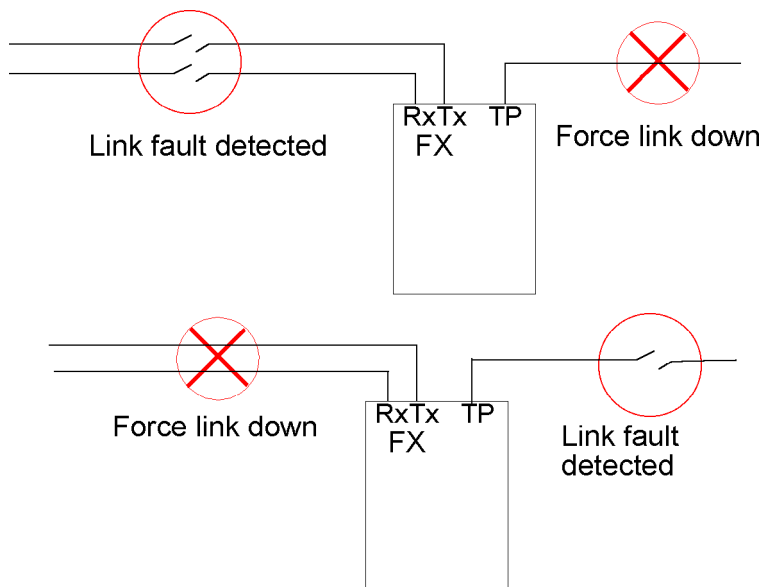 RxTx TP
FX
Link fault detected
Force link down
RxTx TP
FX
Force link down
Link fault
detected